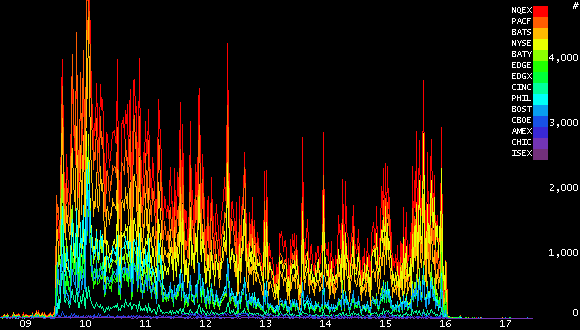 NQEX #
PACF
BATS
NYSE
BATY 4,000
EDGE
EDGX
CINC
PHIL
BOST
CBOE 3,000
AMEX
CHIC
ISEX
2,000
1,000
0
09 10 11 12 13 14 15 16 17